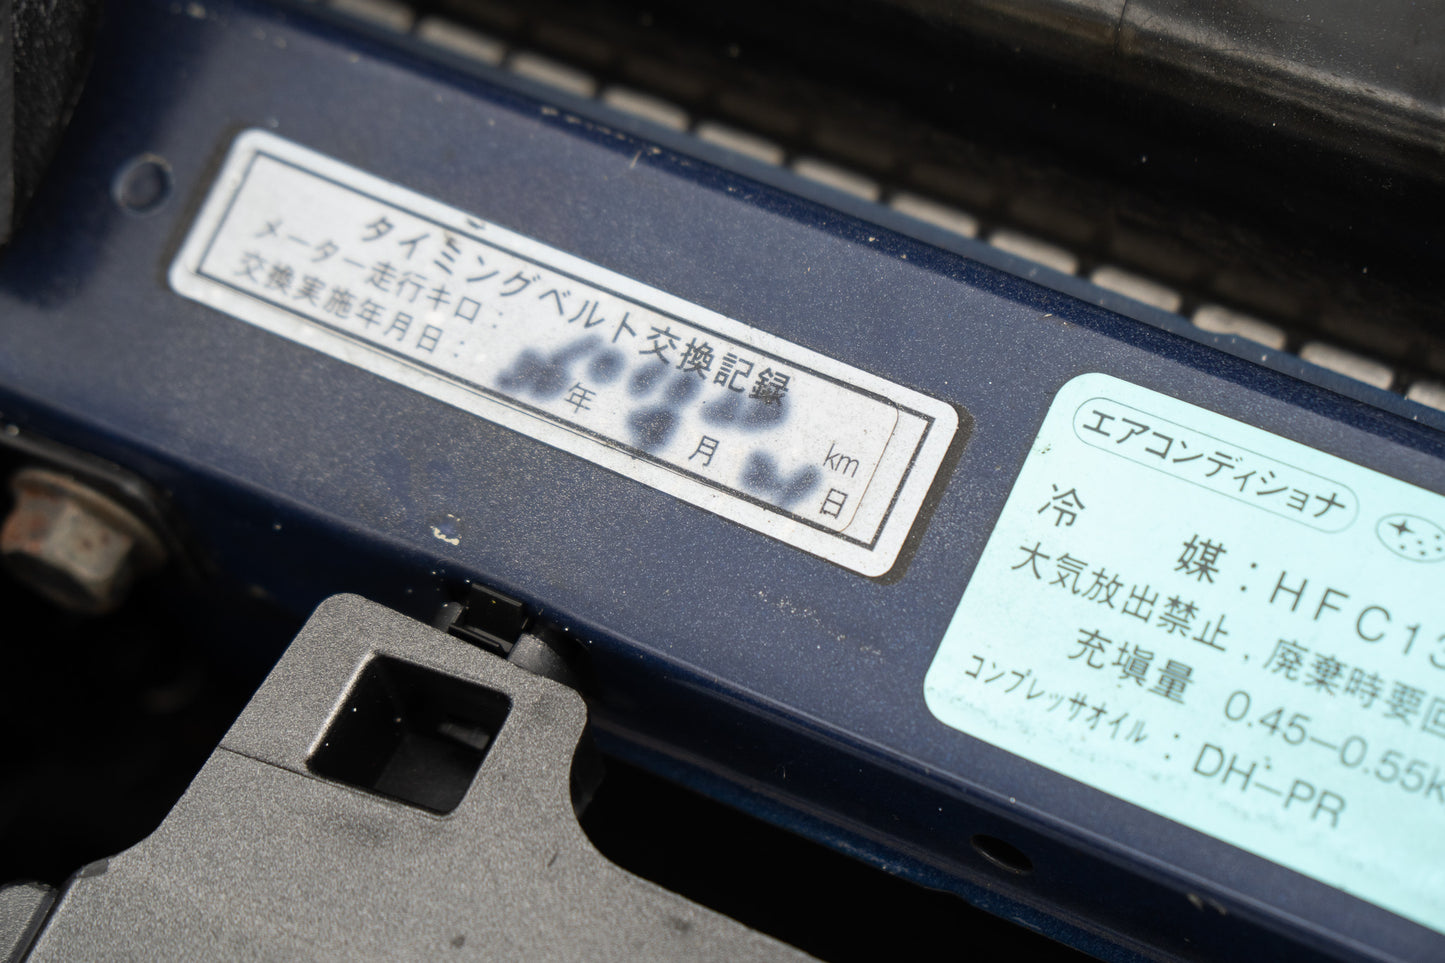 タイミングベルト交換記録
メーター走行キロ： km
交換実施年月日： 年 月 日
エアコンディショナ
冷 媒：HFC13
大気放出禁止，廃棄時要回
充塡量 0.45−0.55K
コンプレッサオイル：DH−PR